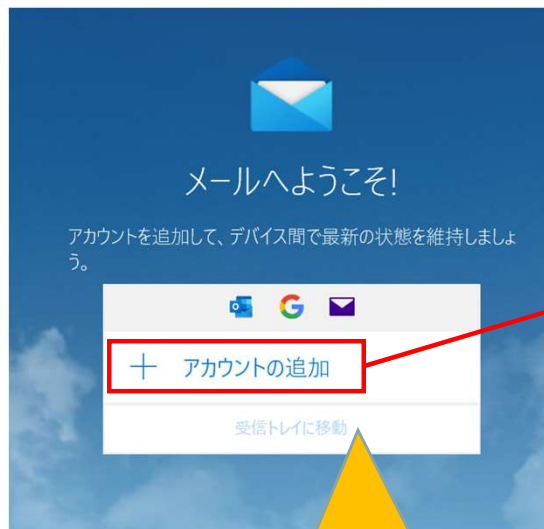 メールへようこそ!
アカウントを追加して、デバイス間で最新の状態を維持しましょ
う。
アカウントの追加
受信トレイに移動